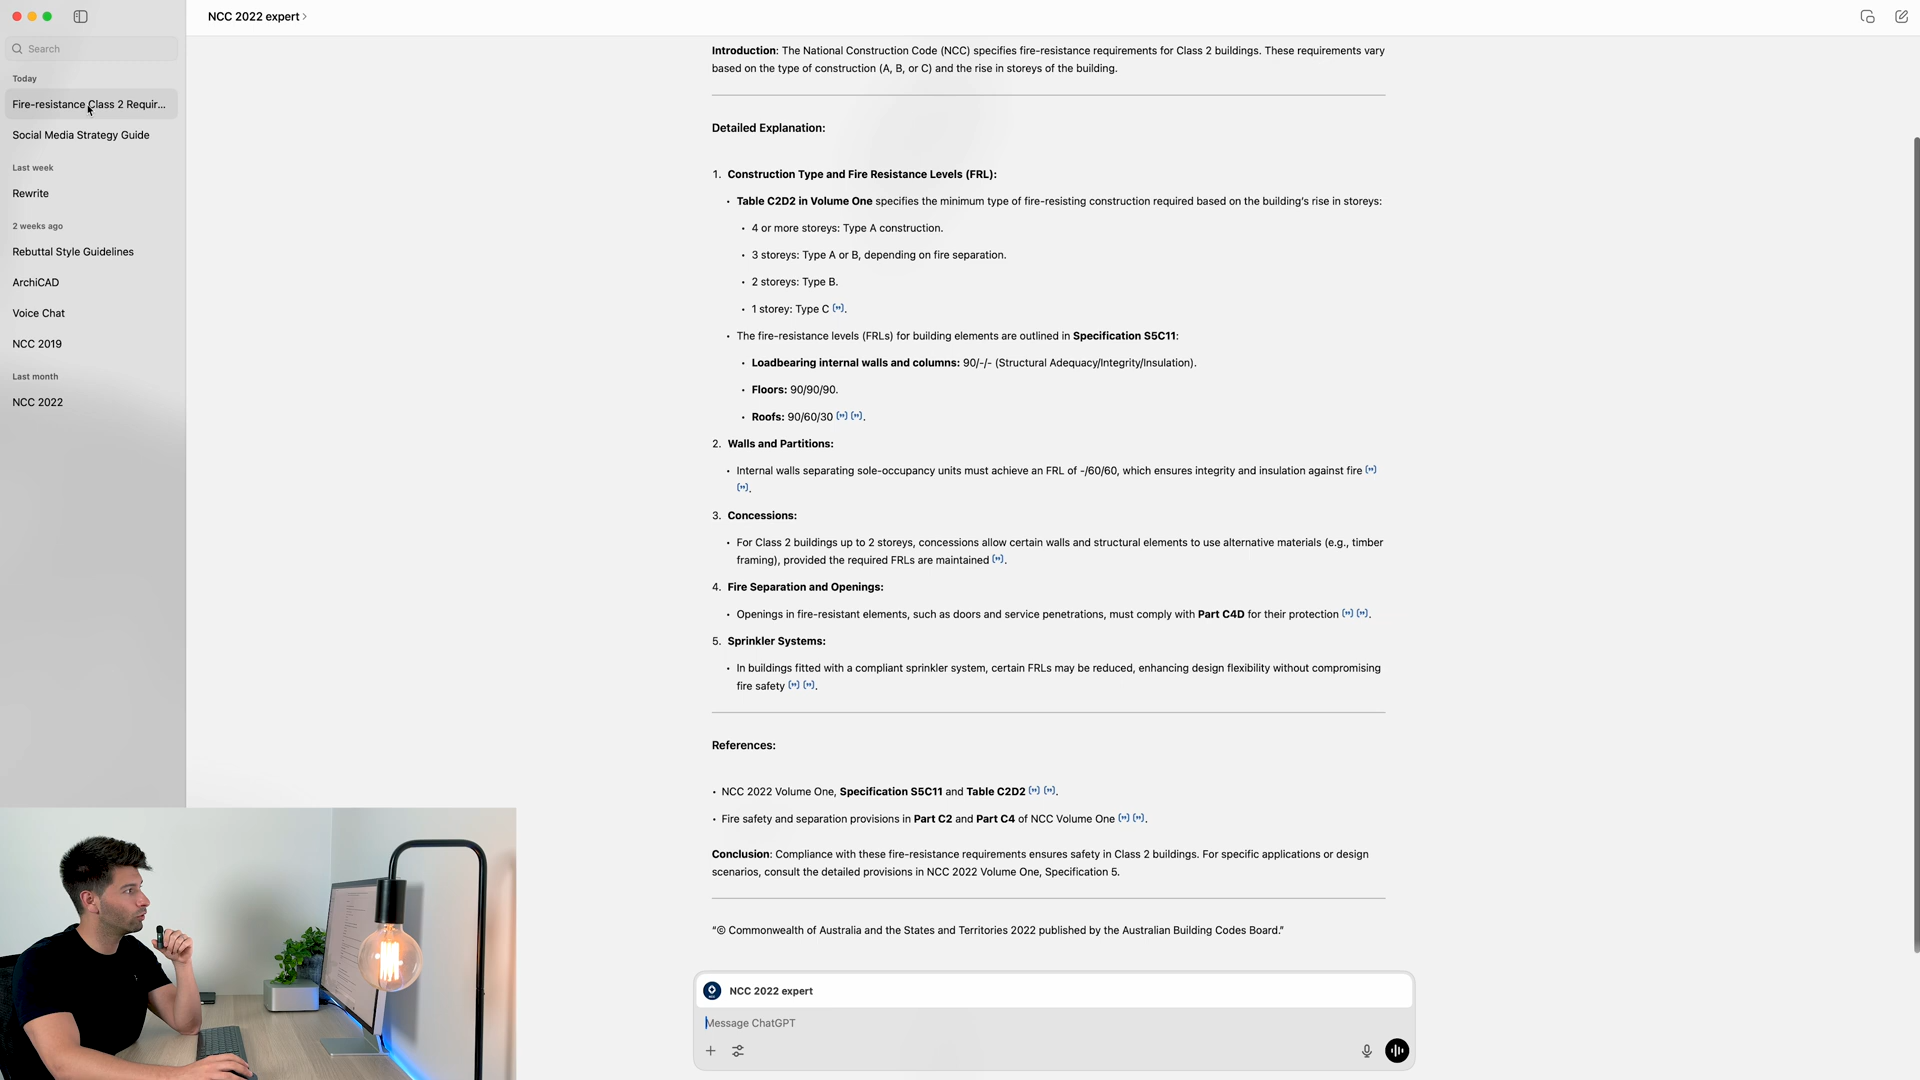 NCC 2022 expert
Search
Today
Fire-resistance Class 2 Requir...
Social Media Strategy Guide
Last week
Rewrite
2 weeks ago
Rebuttal Style Guidelines
ArchiCAD
Voice Chat
NCC 2019
Last month
NCC 2022
Introduction: The National Construction Code (NCC) specifies fire-resistance requirements for Class 2 buildings. These requirements vary
based on the type of construction (A, B, or C) and the rise in storeys of the building.
Detailed Explanation:
1. Construction Type and Fire Resistance Levels (FRL):
• Table C2D2 in Volume One specifies the minimum type of fire-resisting construction required based on the building's rise in storeys:
• 4 or more storeys: Type A construction.
• 3 storeys: Type A or B, depending on fire separation.
• 2 storeys: Type B.
• 1 storey: Type C ["].
• The fire-resistance levels (FRLs) for building elements are outlined in Specification S5C11:
• Loadbearing internal walls and columns: 90/-/- (Structural Adequacy/Integrity/Insulation).
• Floors: 90/90/90.
• Roofs: 90/60/30 ["] ["].
2. Walls and Partitions:
• Internal walls separating sole-occupancy units must achieve an FRL of -/60/60, which ensures integrity and insulation against fire ["]
["].
3. Concessions:
• For Class 2 buildings up to 2 storeys, concessions allow certain walls and structural elements to use alternative materials (e.g., timber
framing), provided the required FRLs are maintained ["].
4. Fire Separation and Openings:
• Openings in fire-resistant elements, such as doors and service penetrations, must comply with Part C4D for their protection ["] ["].
5. Sprinkler Systems:
• In buildings fitted with a compliant sprinkler system, certain FRLs may be reduced, enhancing design flexibility without compromising
fire safety ["] ["].
References:
• NCC 2022 Volume One, Specification S5C11 and Table C2D2 ["] ["].
• Fire safety and separation provisions in Part C2 and Part C4 of NCC Volume One ["] ["].
Conclusion: Compliance with these fire-resistance requirements ensures safety in Class 2 buildings. For specific applications or design
scenarios, consult the detailed provisions in NCC 2022 Volume One, Specification 5.
"© Commonwealth of Australia and the States and Territories 2022 published by the Australian Building Codes Board."
NCC 2022 expert
Message ChatGPT